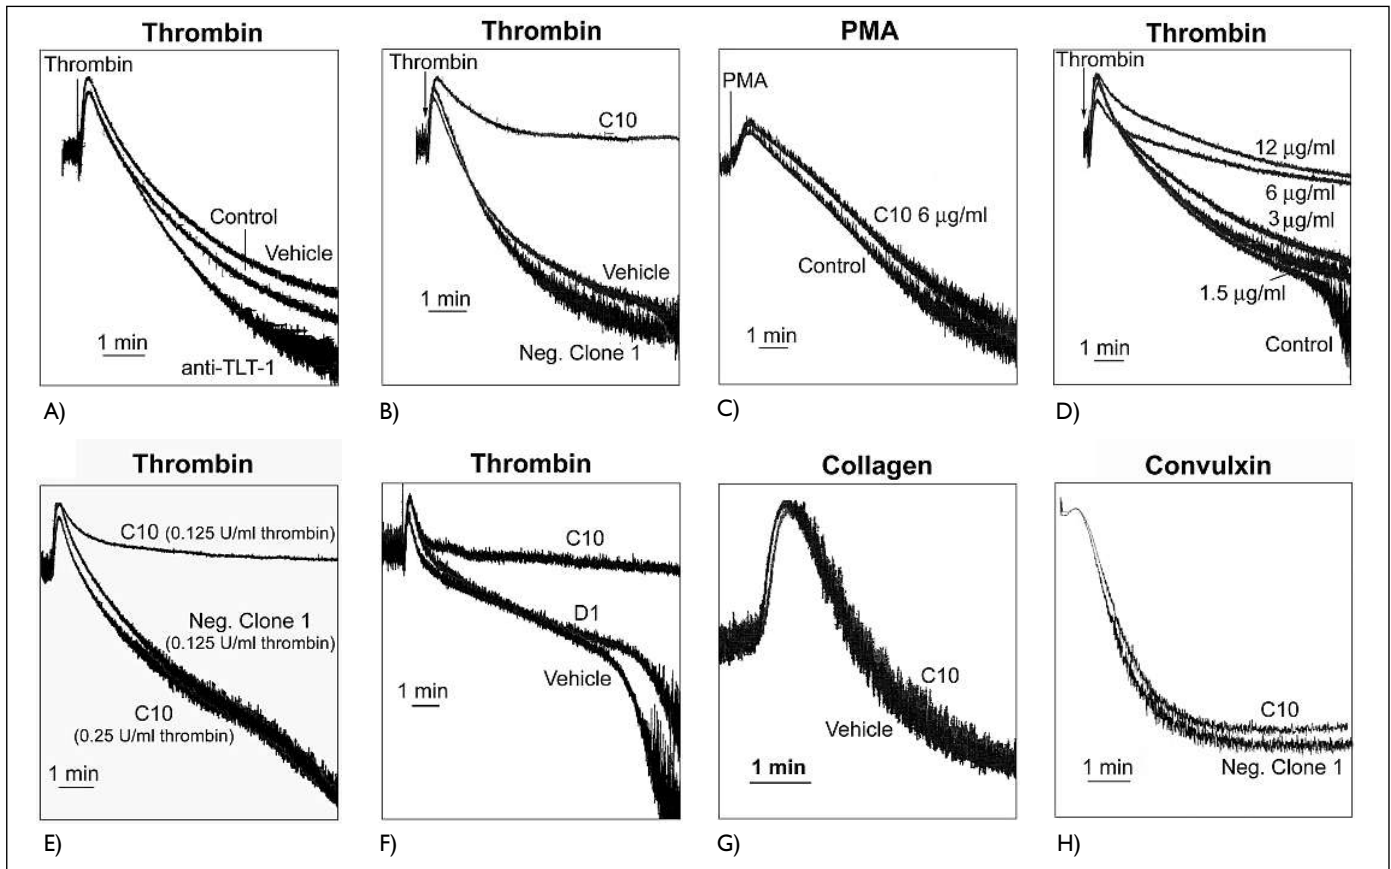 Thrombin
Thrombin
Control
Vehicle
1 min
anti-TLT-1
A)
Thrombin
Thrombin
C10
Vehicle
1 min
Neg. Clone 1
B)
PMA
PMA
C10 6 μg/ml
Control
1 min
C)
Thrombin
Thrombin
12 μg/ml
6 μg/ml
3 μg/ml
1.5 μg/ml
1 min
Control
D)
Thrombin
C10 (0.125 U/ml thrombin)
Neg. Clone 1
(0.125 U/ml thrombin)
C10
(0.25 U/ml thrombin)
1 min
E)
Thrombin
C10
D1
Vehicle
1 min
F)
Collagen
C10
Vehicle
1 min
G)
Convulxin
C10
Neg. Clone 1
1 min
H)